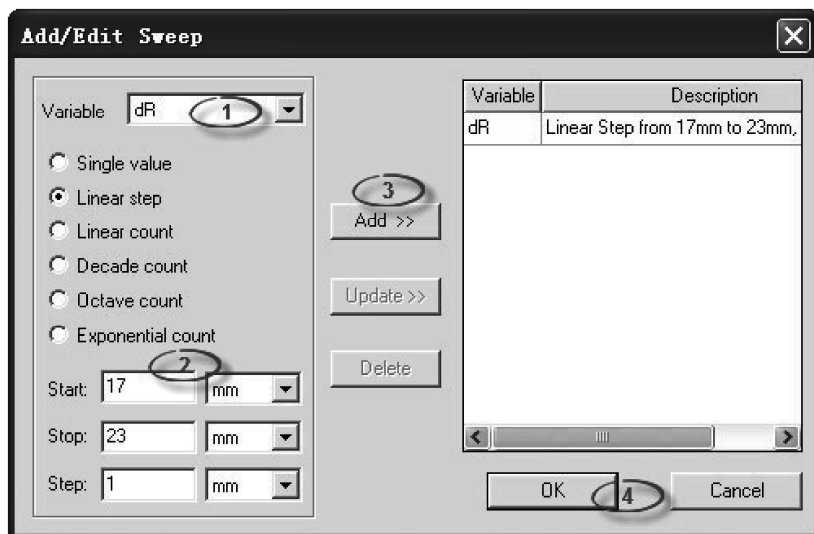 Add/Edit Sweep
Variable dR 1
Single value
Linear step
Linear count
Decade count
Octave count
Exponential count
2
Start: 17 mm
Stop: 23 mm
Step: 1 mm
3
Add >>
Update >>
Delete
Variable Description
dR Linear Step from 17mm to 23mm,
OK 4 Cancel